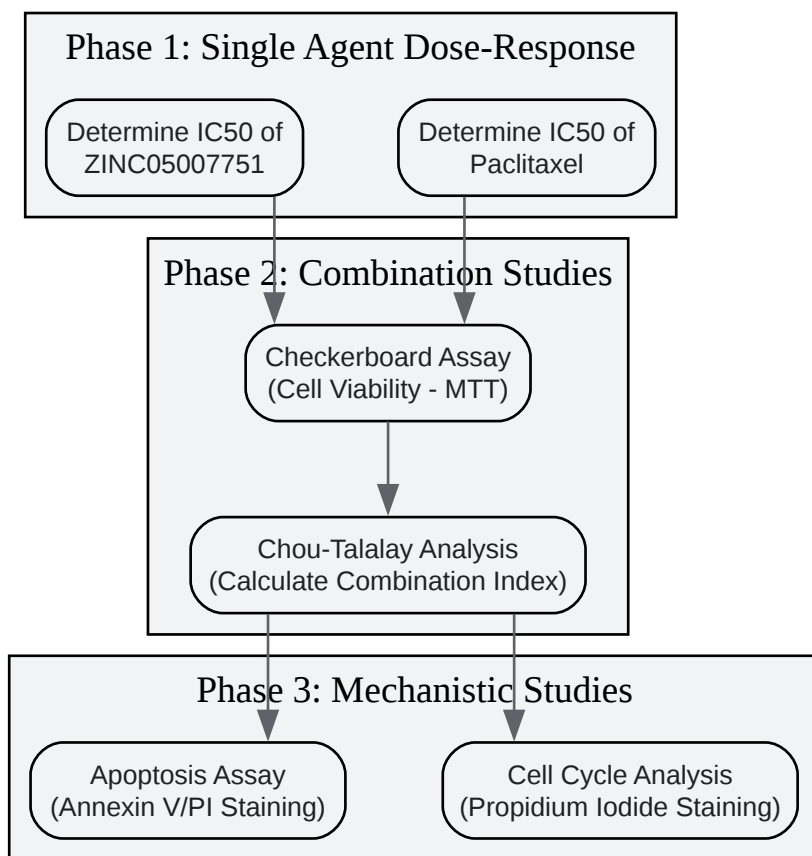 Phase 1: Single Agent Dose-Response
Determine IC50 of
ZINC05007751
Determine IC50 of
Paclitaxel
Phase 2: Combination Studies
Checkerboard Assay
(Cell Viability - MTT)
Chou-Talalay Analysis
(Calculate Combination Index)
Phase 3: Mechanistic Studies
Apoptosis Assay
(Annexin V/PI Staining)
Cell Cycle Analysis
(Propidium Iodide Staining)